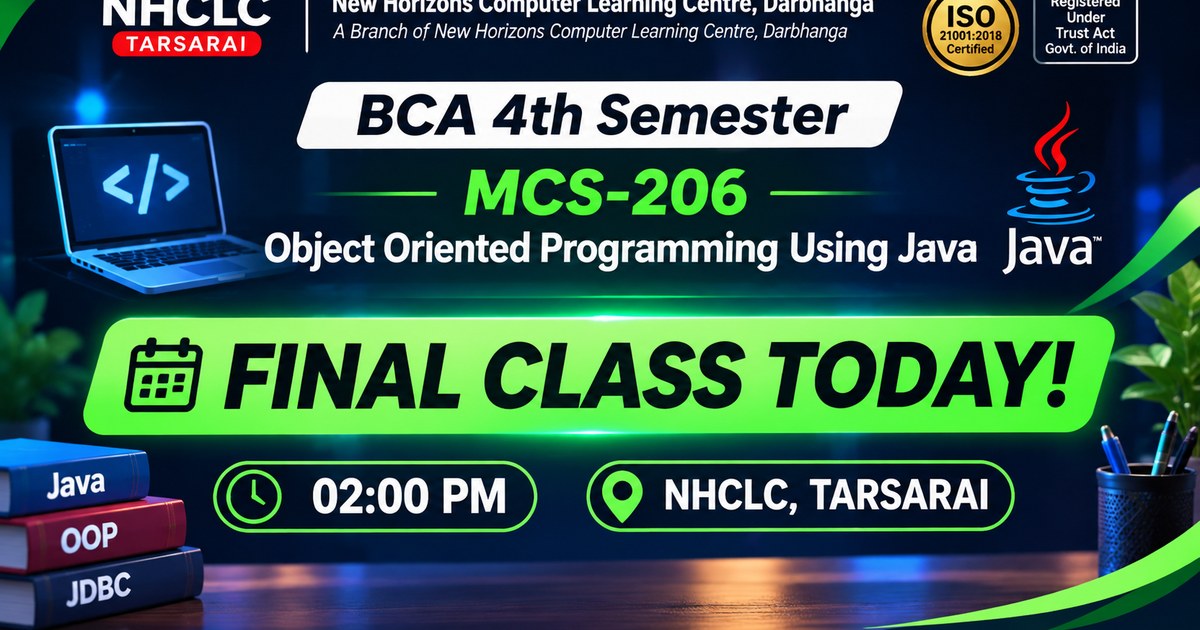 NHCLC
TARSARAI
New Horizons Computer Learning Centre, Darbhanga
A Branch of New Horizons Computer Learning Centre, Darbhanga
ISO
21001:2018
Certified
Registered
Under
Trust Act
Govt. of India
BCA 4th Semester
</>
MCS-206
Object Oriented Programming Using Java
Java™
FINAL CLASS TODAY!
02:00 PM
NHCLC, TARSARAI
Java
OOP
JDBC